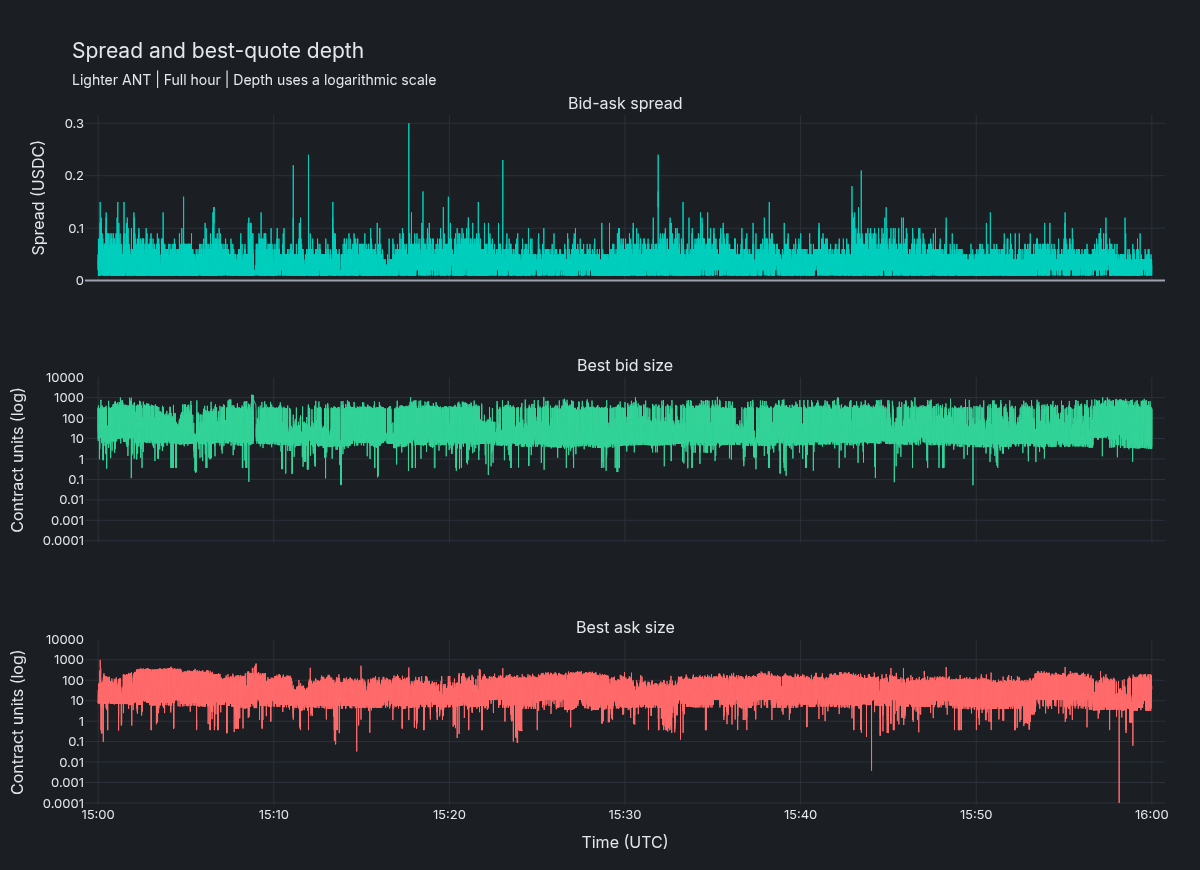 Spread and best-quote depth
Lighter ANT | Full hour | Depth uses a logarithmic scale
Bid-ask spread
Spread (USDC)
0.3
0.2
0.1
0
Best bid size
Contract units (log)
10000
1000
100
10
1
0.1
0.01
0.001
0.0001
Best ask size
Contract units (log)
10000
1000
100
10
1
0.1
0.01
0.001
0.0001
15:00 15:10 15:20 15:30 15:40 15:50 16:00
Time (UTC)